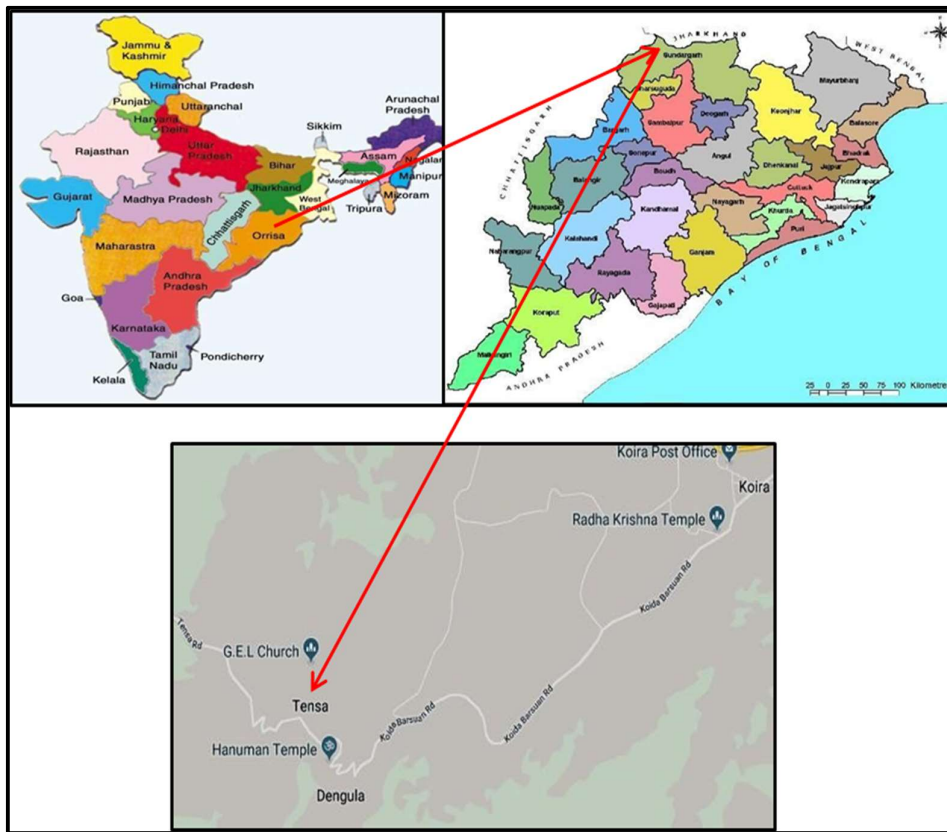 Jammu &
Kashmir
Himanchal Pradesh
Punjab
Uttaranchal
Haryana
Delhi
Arunachal
Pradesh
Sikkim
Rajasthan
Uttar
Pradesh
Bihar
Assam
Nagalan
Meghalaya
Manipur
Gujarat
Madhya Pradesh
Jharkhand
West
Bengal
Tripura
Mizoram
Chhattisgarh
Orrisa
Maharastra
Andhra
Pradesh
Goa
Karnataka
Tamil
Nadu
Pondicherry
Kelala
JHARKHAND
WEST BENGAL
CHHATTISGARH
Sundargarh
Jharsuguda
Mayurbhanj
Keonjhar
Sambalpur
Deogarh
Balasore
Bargarh
Angul
Bhadrak
Sonepur
Dhenkanal
Jajpur
Balangir
Boudh
Kendrapara
Cuttack
Jagatsinghpur
Nuapada
Kandhamal
Nayagarh
Khurda
Puri
Kalahandi
Nabarangpur
Ganjam
Rayagada
Gajapati
Koraput
Malkangiri
BAY OF BENGAL
ANDHRA PRADESH
25 0 25 50 75 100 Kilometre
Koira Post Office
Koira
Radha Krishna Temple
Koida Barsuan Rd
Tensa Rd
G.E.L Church
Tensa
Koida Barsuan Rd
Koida Barsuan Rd
Hanuman Temple
Dengula